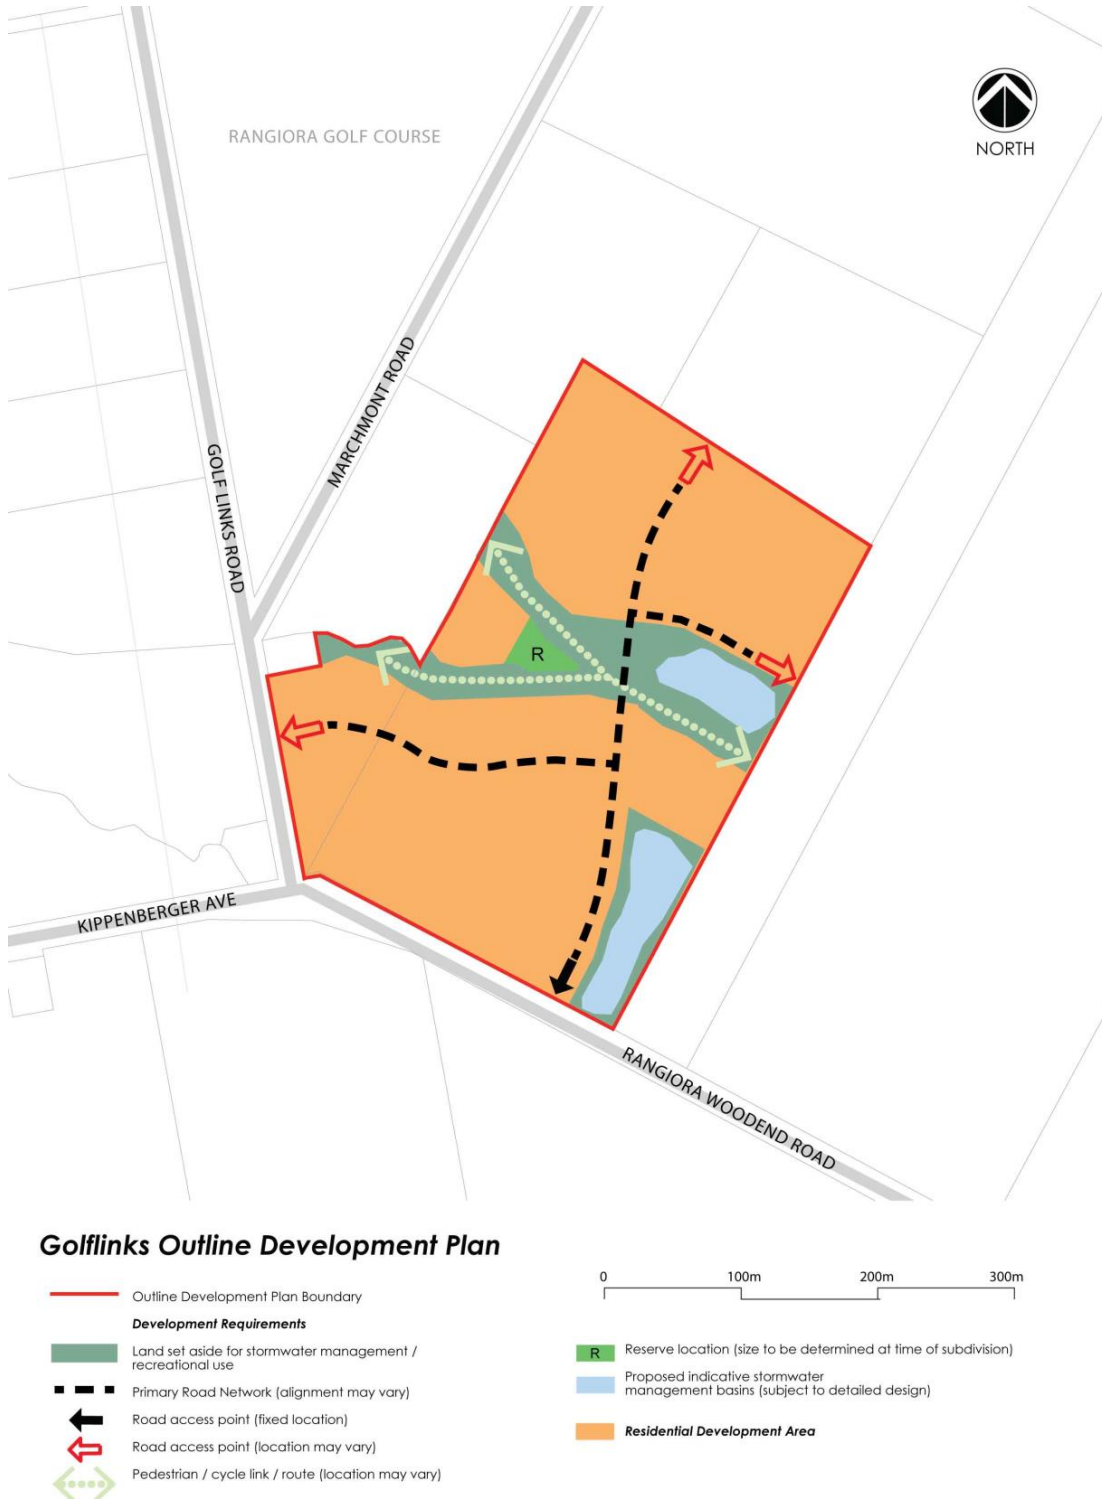 RANGIORA GOLF COURSE
NORTH
MARCHMONT ROAD
GOLF LINKS ROAD
R
KIPPENBERGER AVE
RANGIORA WOODEND ROAD
Golflinks Outline Development Plan
Outline Development Plan Boundary
Development Requirements
Land set aside for stormwater management /
recreational use
Primary Road Network (alignment may vary)
Road access point (fixed location)
Road access point (location may vary)
Pedestrian / cycle link / route (location may vary)
0 100m 200m 300m
R Reserve location (size to be determined at time of subdivision)
Proposed indicative stormwater
management basins (subject to detailed design)
Residential Development Area